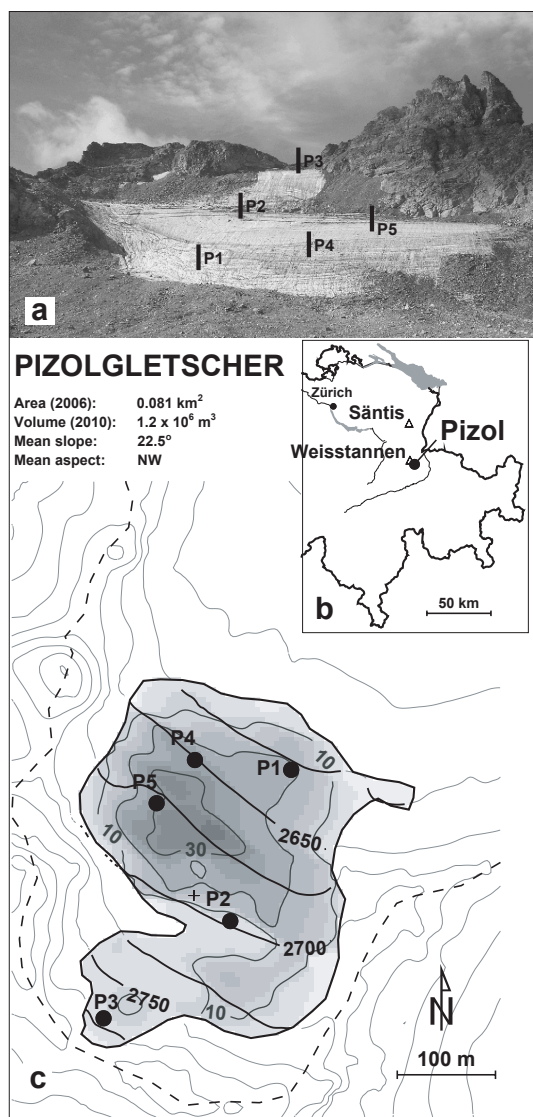 P3
P2
P5
P4
P1
a
PIZOLGLETSCHER
Area (2006): 0.081 km²
Volume (2010): 1.2 x 10⁶ m³
Mean slope: 22.5°
Mean aspect: NW
Zürich
Säntis
Pizol
Weisstannen
b
50 km
P4
P1
10
P5
2650
10
30
P2
2700
P3
2750
10
N
100 m
c